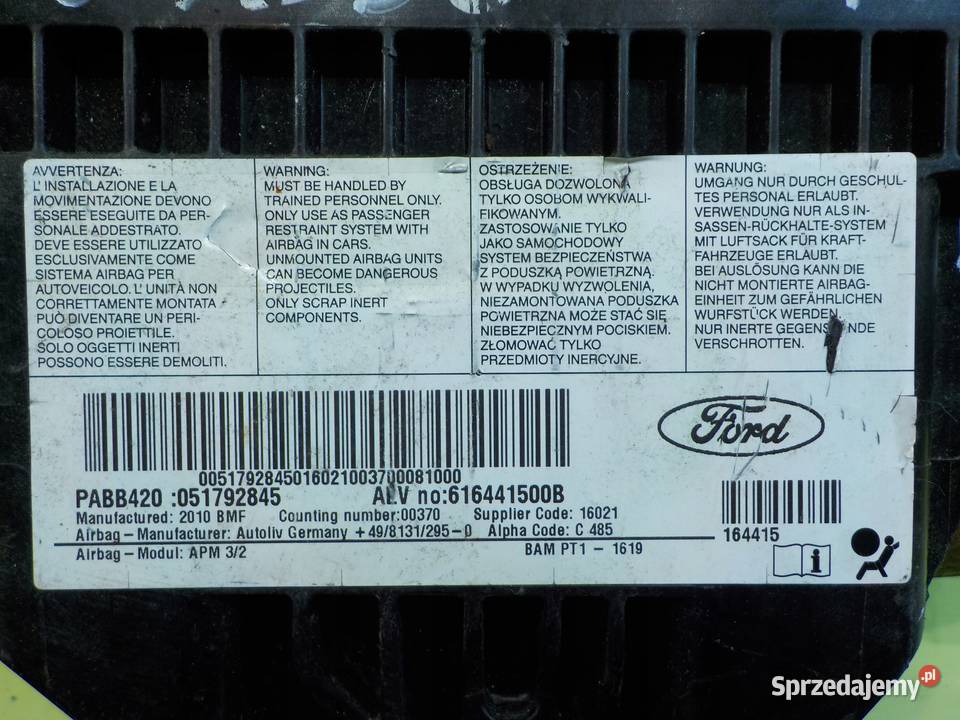 AVVERTENZA:
L' INSTALLAZIONE E LA
MOVIMENTAZIONE DEVONO
ESSERE ESEGUITE DA PER-
SONALE ADDESTRATO.
DEVE ESSERE UTILIZZATO
ESCLUSIVAMENTE COME
SISTEMA AIRBAG PER
AUTOVEICOLO. L' UNITÀ NON
CORRETTAMENTE MONTATA
PUÒ DIVENTARE UN PERI-
COLOSO PROIETTILE.
SOLO OGGETTI INERTI
POSSONO ESSERE DEMOLITI.
WARNING:
MUST BE HANDLED BY
TRAINED PERSONNEL ONLY.
ONLY USE AS PASSENGER
RESTRAINT SYSTEM WITH
AIRBAG IN CARS.
UNMOUNTED AIRBAG UNITS
CAN BECOME DANGEROUS
PROJECTILES.
ONLY SCRAP INERT
COMPONENTS.
OSTRZEŻENIE:
OBSŁUGA DOZWOLONA
TYLKO OSOBOM WYKWALI-
FIKOWANYM.
ZASTOSOWANIE TYLKO
JAKO SAMOCHODOWY
SYSTEM BEZPIECZEŃSTWA
Z PODUSZKĄ POWIETRZNĄ.
W WYPADKU WYZWOLENIA,
NIEZAMONTOWANA PODUSZKA
POWIETRZNA MOŻE STAĆ SIĘ
NIEBEZPIECZNYM POCISKIEM.
ZŁOMOWAĆ TYLKO
PRZEDMIOTY INERCYJNE.
WARNUNG:
UMGANG NUR DURCH GESCHUL-
TES PERSONAL ERLAUBT.
VERWENDUNG NUR ALS IN-
SASSEN-RÜCKHALTE-SYSTEM
MIT LUFTSACK FÜR KRAFT-
FAHRZEUGE ERLAUBT.
BEI AUSLÖSUNG KANN DIE
NICHT MONTIERTE AIRBAG-
EINHEIT ZUM GEFÄHRLICHEN
WURFSTÜCK WERDEN.
NUR INERTE GEGENSTÄNDE
VERSCHROTTEN.
Ford
0051792845016021003700081000
PABB420 :051792845 ALV no:616441500B
Manufactured: 2010 BMF Counting number:00370 Supplier Code: 16021
Airbag-Manufacturer: Autoliv Germany +49/8131/295-0 Alpha Code: C 485
Airbag-Modul: APM 3/2 BAM PT1 - 1619
164415
i
Sprzedajemy.pl